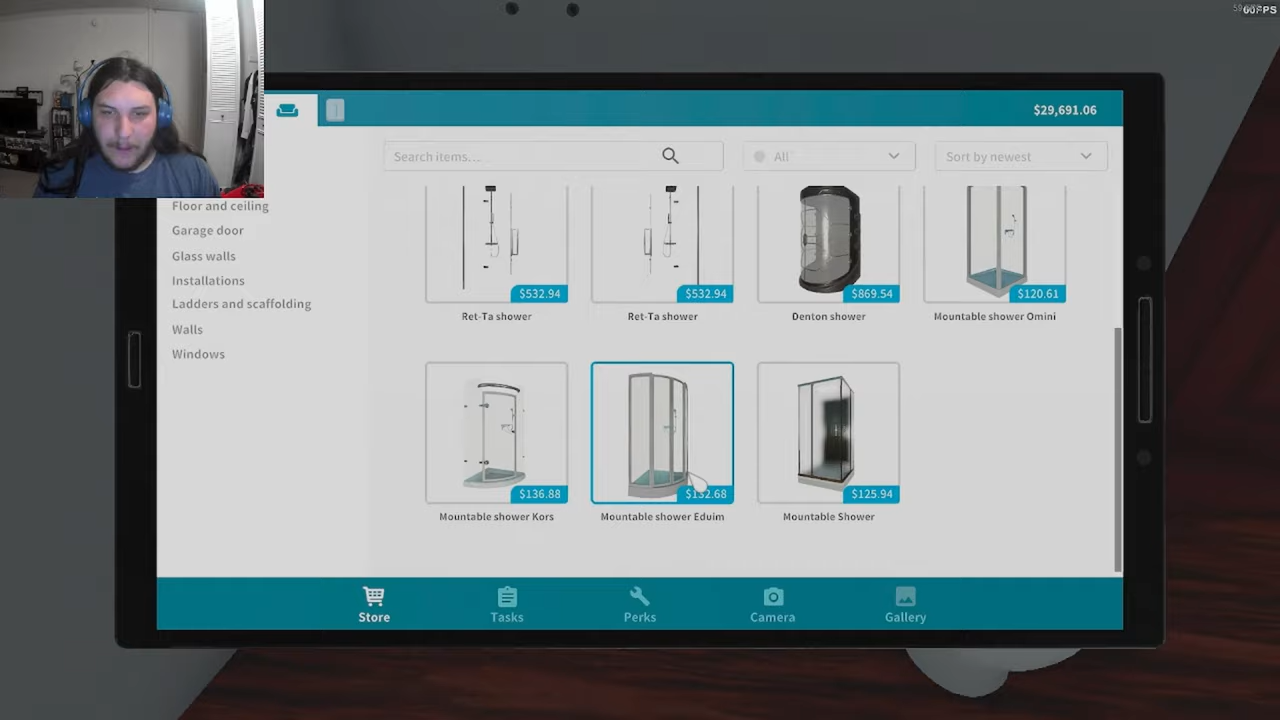 60FPS
$29,691.06
Search items...
All
Sort by newest
Floor and ceiling
Garage door
Glass walls
Installations
Ladders and scaffolding
Walls
Windows
$532.94
$532.94
$869.54
$120.61
Ret-Ta shower
Ret-Ta shower
Denton shower
Mountable shower Omini
$136.88
$132.68
$125.94
Mountable shower Kors
Mountable shower Eduim
Mountable Shower
Store
Tasks
Perks
Camera
Gallery